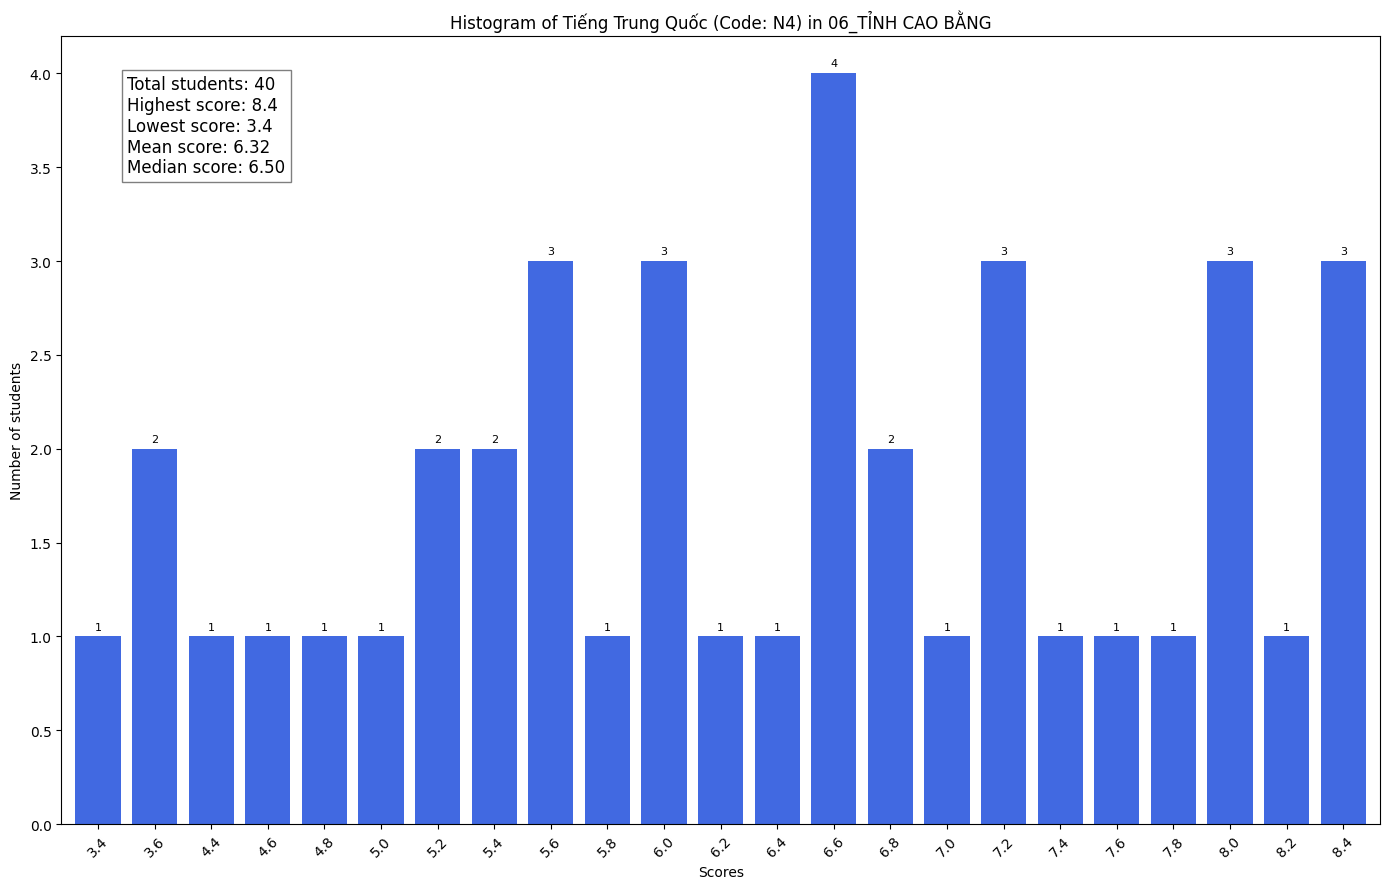 Histogram of Tiếng Trung Quốc (Code: N4) in 06_TỈNH CAO BẰNG
Total students: 40
Highest score: 8.4
Lowest score: 3.4
Mean score: 6.32
Median score: 6.50
Number of students
4.0
3.5
3.0
2.5
2.0
1.5
1.0
0.5
0.0
1 2 1 1 1 1 2 2 3 1 3 1 1 4 2 1 3 1 1 1 3 1 3
3.4 3.6 4.4 4.6 4.8 5.0 5.2 5.4 5.6 5.8 6.0 6.2 6.4 6.6 6.8 7.0 7.2 7.4 7.6 7.8 8.0 8.2 8.4
Scores